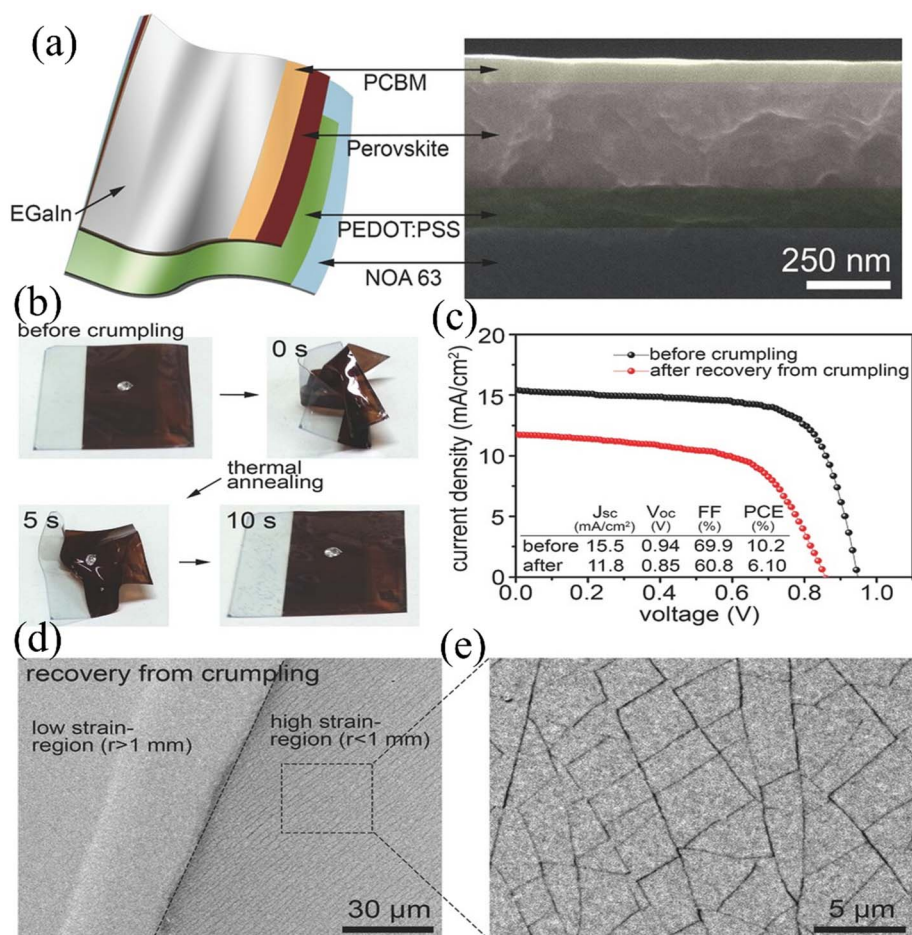 (a)
PCBM
Perovskite
EGaIn
PEDOT:PSS
NOA 63
250 nm
(b)
before crumpling
0 s
thermal
annealing
5 s
10 s
(c)
current density (mA/cm²)
20
15
10
5
0
before crumpling
after recovery from crumpling
Jsc Voc FF PCE
(mA/cm²) (V) (%) (%)
before 15.5 0.94 69.9 10.2
after 11.8 0.85 60.8 6.10
0.0 0.2 0.4 0.6 0.8 1.0
voltage (V)
(d)
recovery from crumpling
low strain-
region (r>1 mm)
high strain-
region (r<1 mm)
30 µm
(e)
5 µm